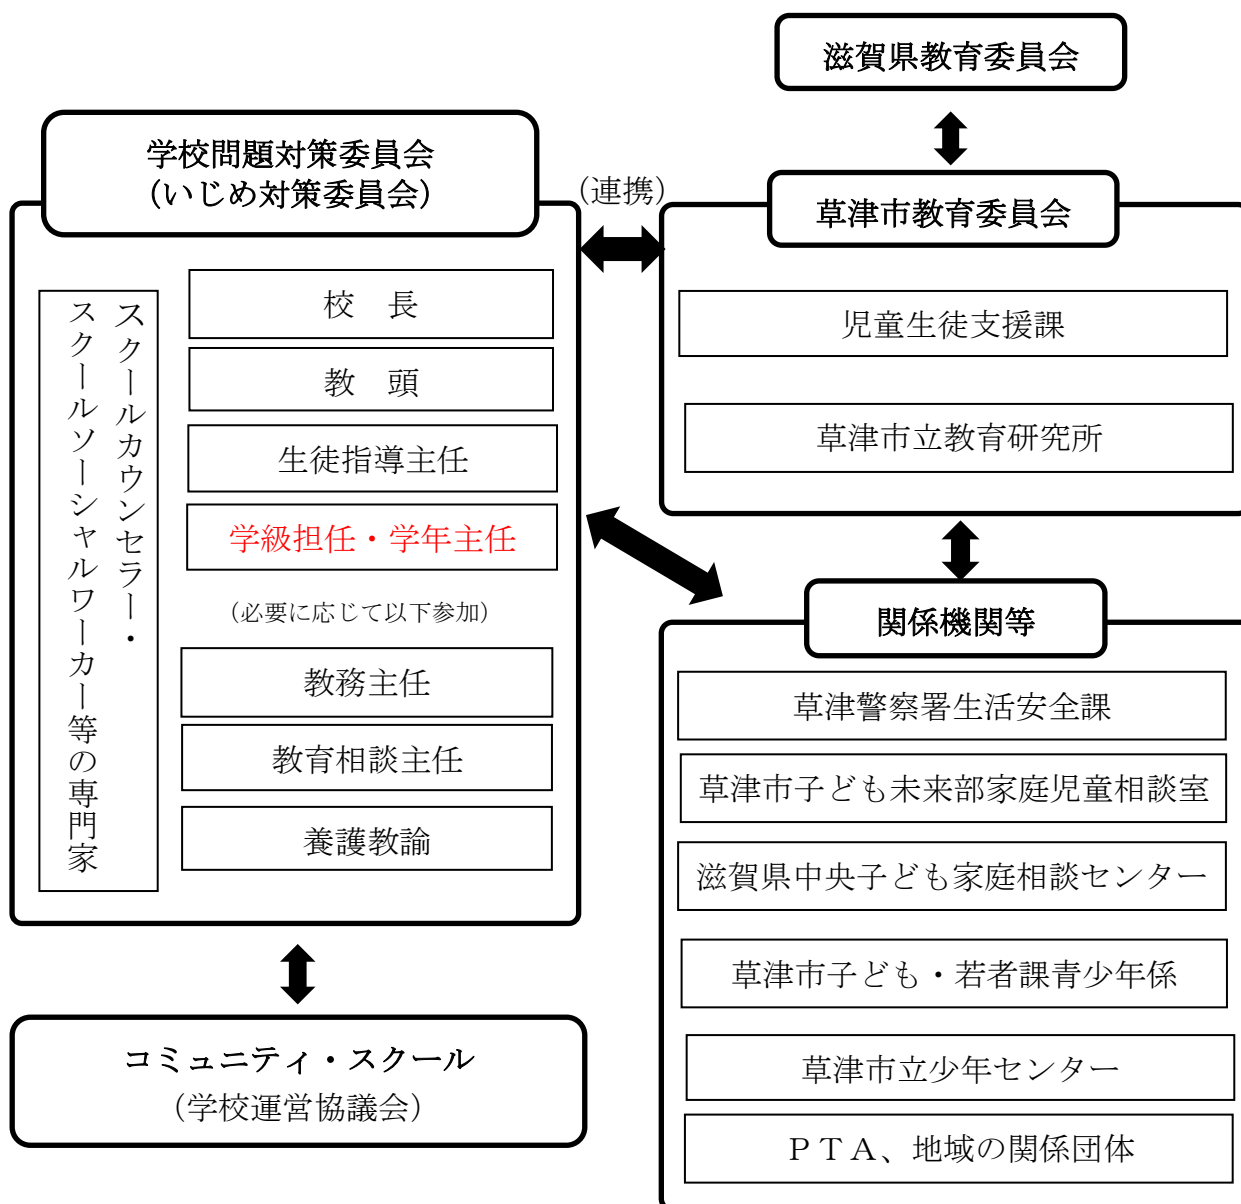 滋賀県教育委員会
学校問題対策委員会
(いじめ対策委員会)
(連携)
草津市教育委員会
スクールカウンセラー・
スクールソーシャルワーカー等の専門家
校　長
教　頭
生徒指導主任
学級担任・学年主任
(必要に応じて以下参加)
教務主任
教育相談主任
養護教諭
児童生徒支援課
草津市立教育研究所
関係機関等
草津警察署生活安全課
草津市子ども未来部家庭児童相談室
滋賀県中央子ども家庭相談センター
草津市子ども・若者課青少年係
草津市立少年センター
ＰＴＡ、地域の関係団体
コミュニティ・スクール
(学校運営協議会)